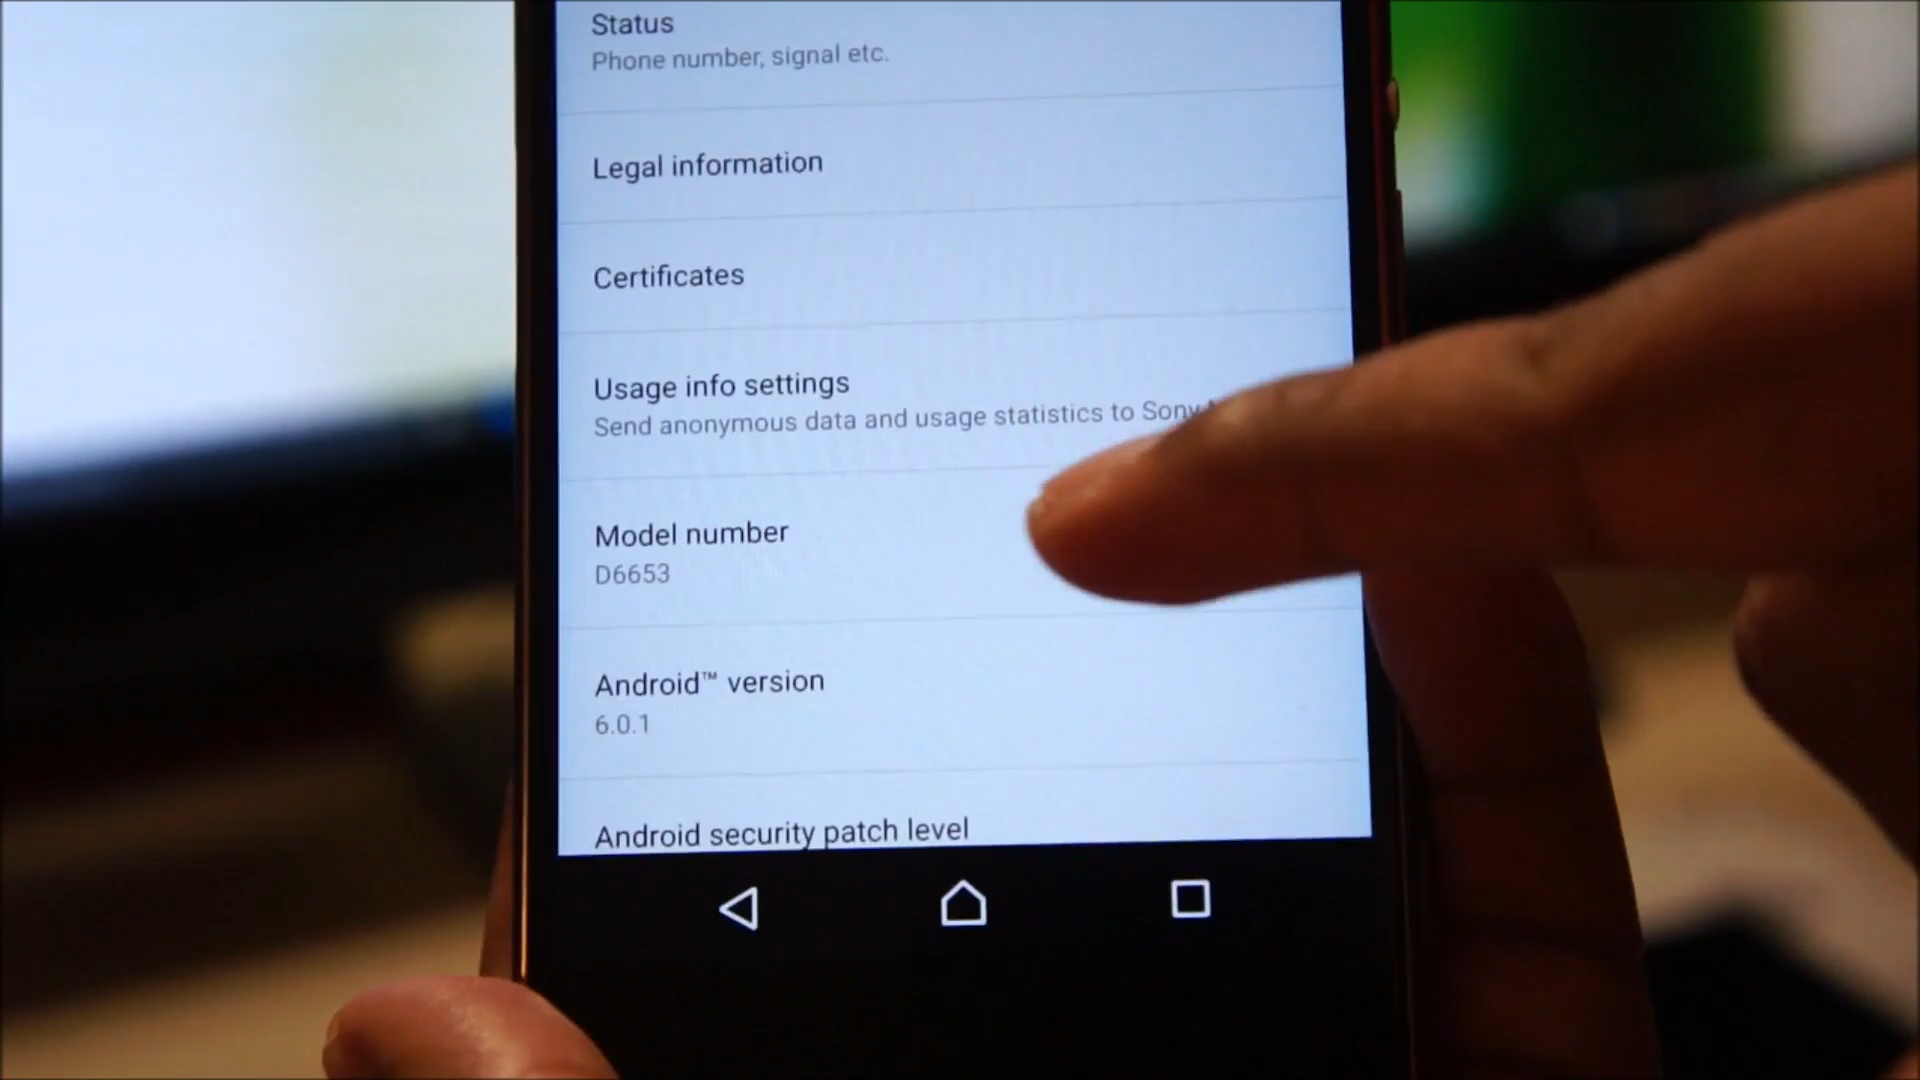 Status
Phone number, signal etc.
Legal information
Certificates
Usage info settings
Send anonymous data and usage statistics to Sony
Model number
D6653
Android™ version
6.0.1
Android security patch level